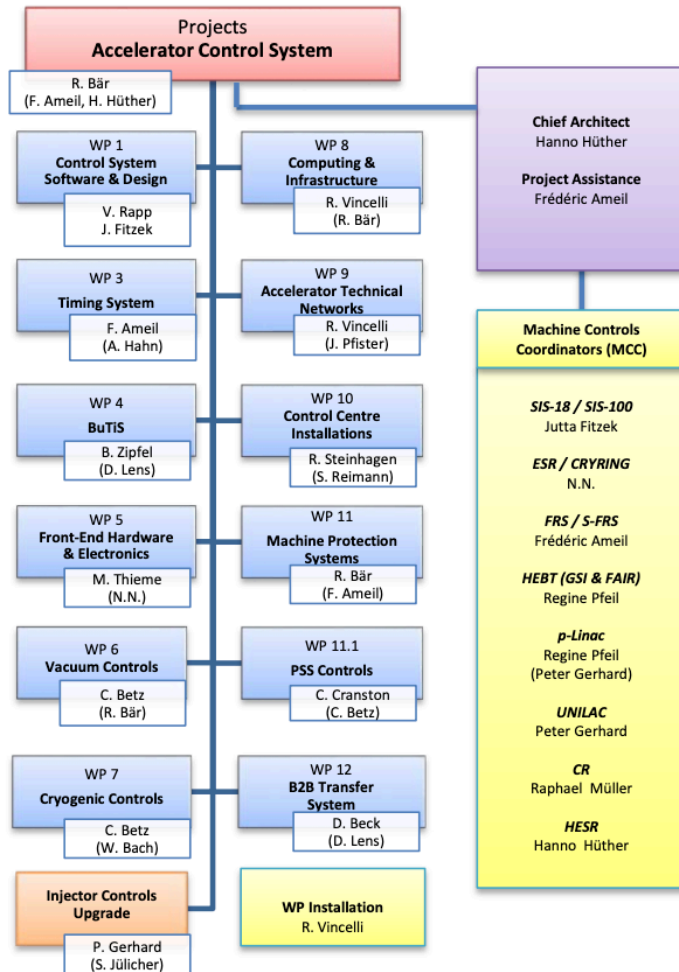 Projects
Accelerator Control System
R. Bär
(F. Ameil, H. Hüther)
WP 1
Control System
Software & Design
V. Rapp
J. Fitzek
WP 3
Timing System
F. Ameil
(A. Hahn)
WP 4
BuTiS
B. Zipfel
(D. Lens)
WP 5
Front-End Hardware
& Electronics
M. Thieme
(N.N.)
WP 6
Vacuum Controls
C. Betz
(R. Bär)
WP 7
Cryogenic Controls
C. Betz
(W. Bach)
Injector Controls
Upgrade
P. Gerhard
(S. Jülicher)
WP 8
Computing &
Infrastructure
R. Vincelli
(R. Bär)
WP 9
Accelerator Technical
Networks
R. Vincelli
(J. Pfister)
WP 10
Control Centre
Installations
R. Steinhagen
(S. Reimann)
WP 11
Machine Protection
Systems
R. Bär
(F. Ameil)
WP 11.1
PSS Controls
C. Cranston
(C. Betz)
WP 12
B2B Transfer
System
D. Beck
(D. Lens)
WP Installation
R. Vincelli
Chief Architect
Hanno Hüther
Project Assistance
Frédéric Ameil
Machine Controls
Coordinators (MCC)
SIS-18 / SIS-100
Jutta Fitzek
ESR / CRYRING
N.N.
FRS / S-FRS
Frédéric Ameil
HEBT (GSI & FAIR)
Regine Pfeil
p-Linac
Regine Pfeil
(Peter Gerhard)
UNILAC
Peter Gerhard
CR
Raphael Müller
HESR
Hanno Hüther